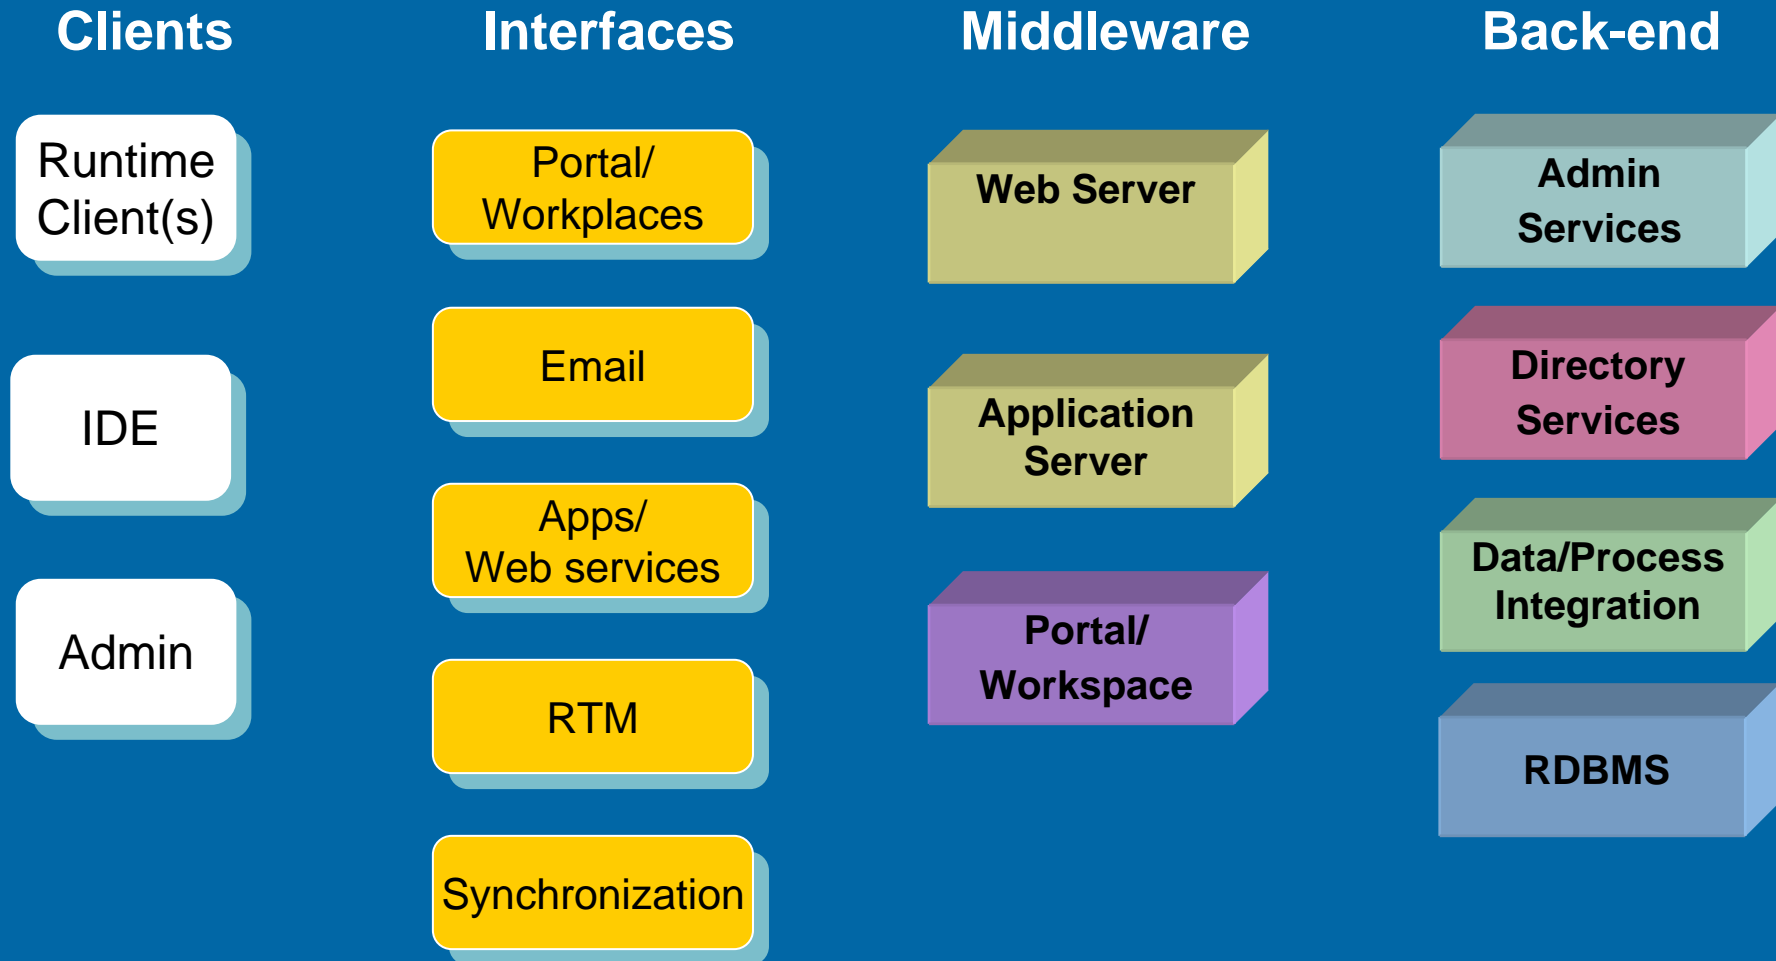 Clients
Interfaces
Middleware
Back-end
Runtime
Client(s)
IDE
Admin
Portal/
Workplaces
Email
Apps/
Web services
RTM
Synchronization
Web Server
Application
Server
Portal/
Workspace
Admin
Services
Directory
Services
Data/Process
Integration
RDBMS